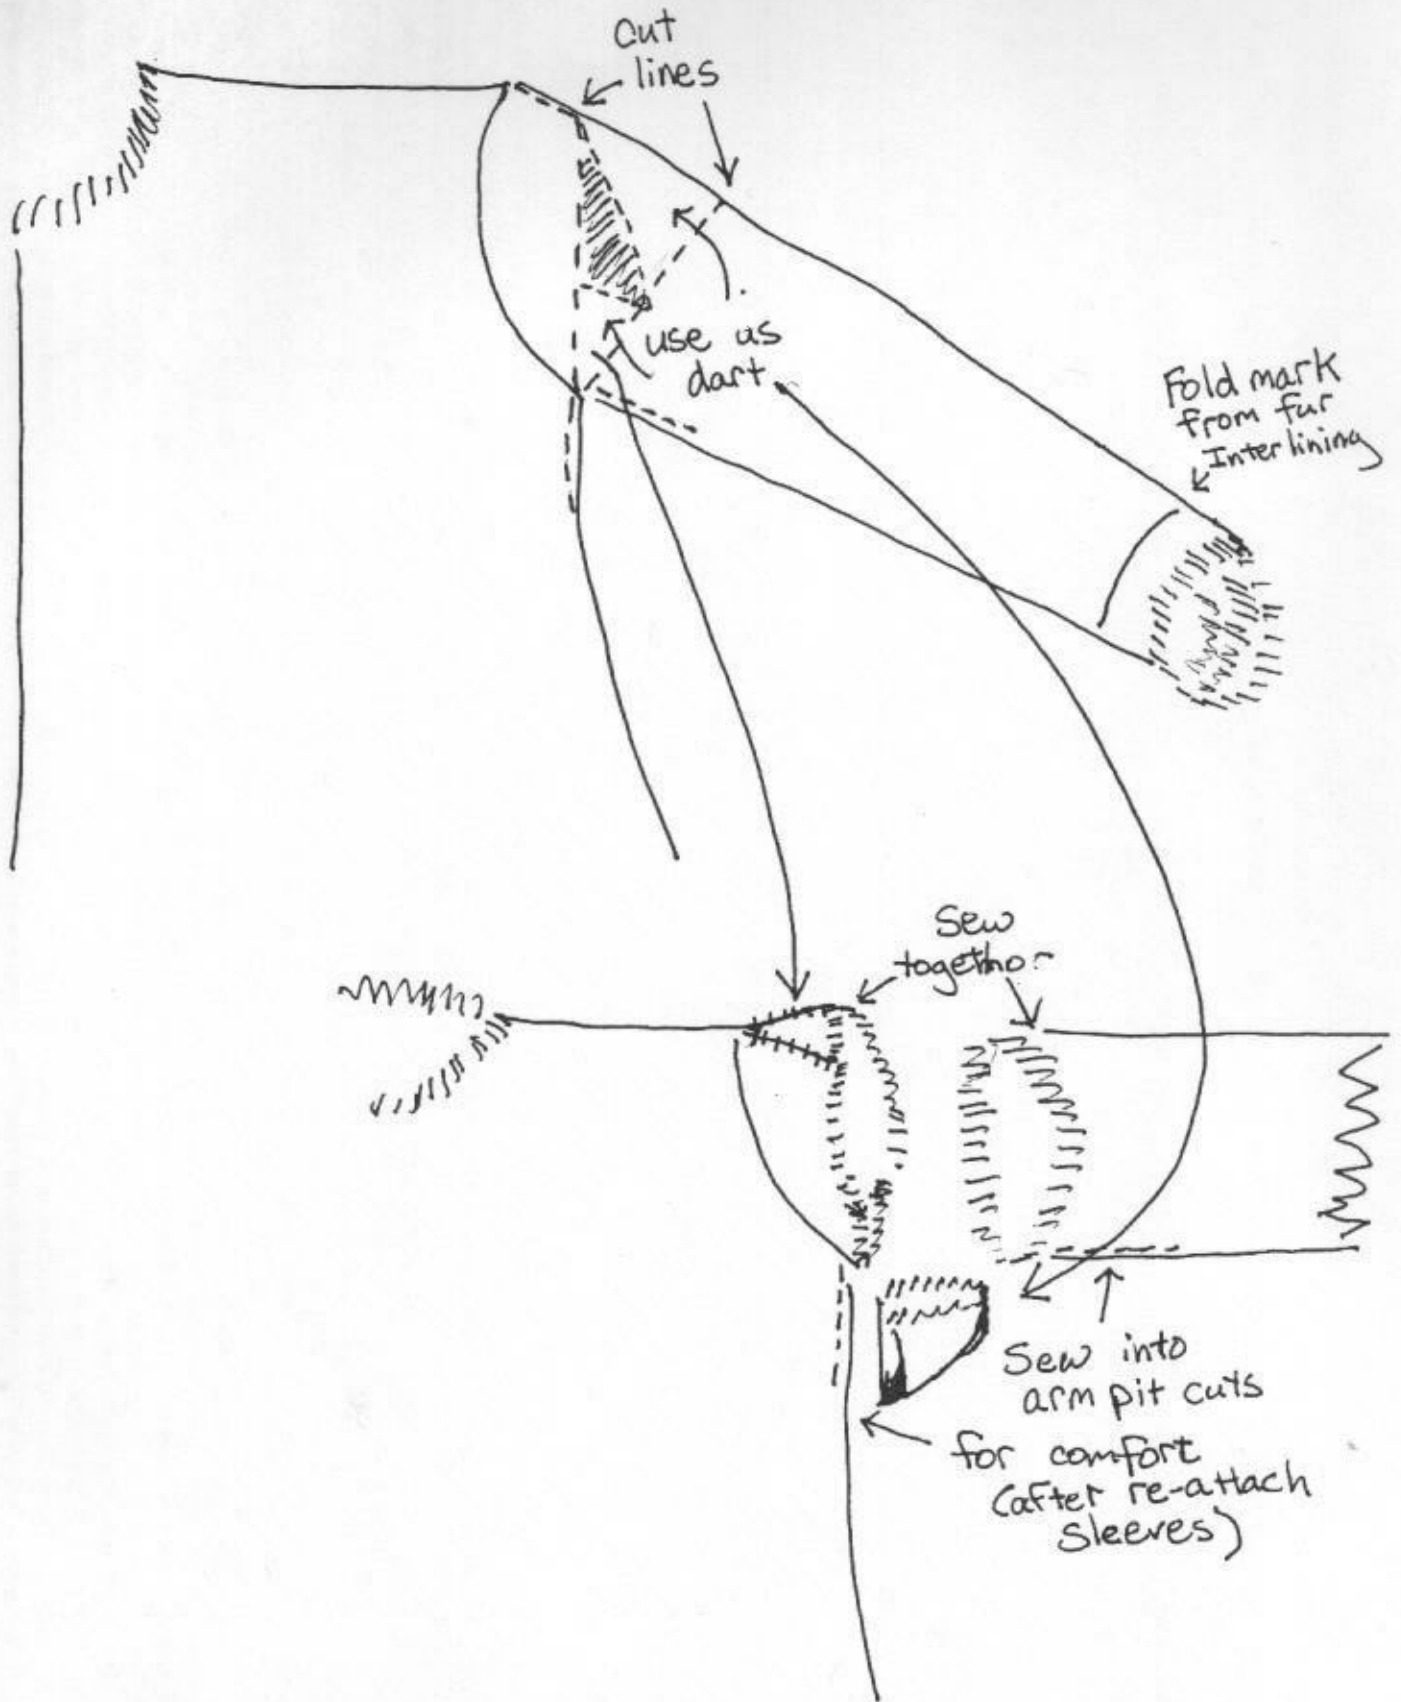 Cut
lines
use as
dart
Fold mark
from fur
Interlining
Sew
together
Sew into
arm pit cuts
for comfort
(after re-attach
sleeves)